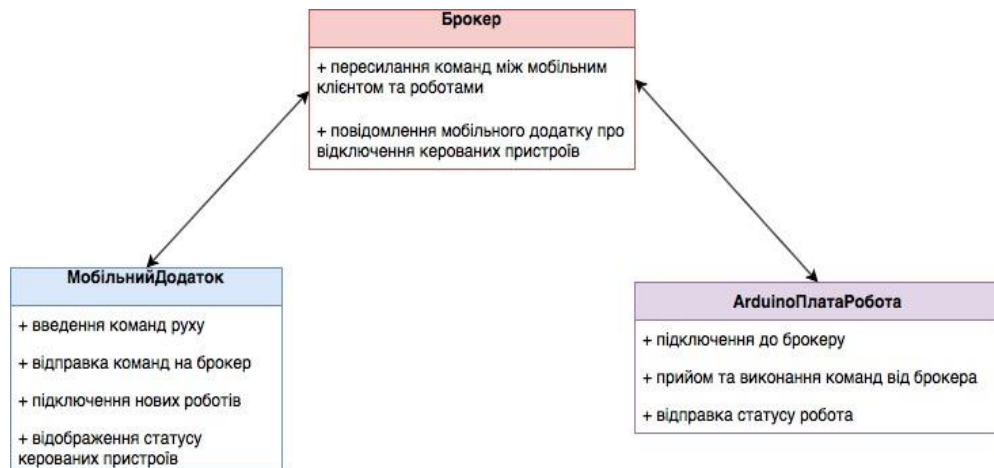 Брокер
+ пересилання команд між мобільним
клієнтом та роботами
+ повідомлення мобільного додатку про
відключення керованих пристроїв
МобільнийДодаток
+ введення команд руху
+ відправка команд на брокер
+ підключення нових роботів
+ відображення статусу
керованих пристроїв
ArduinoПлатаРобота
+ підключення до брокеру
+ прийом та виконання команд від брокера
+ відправка статусу робота